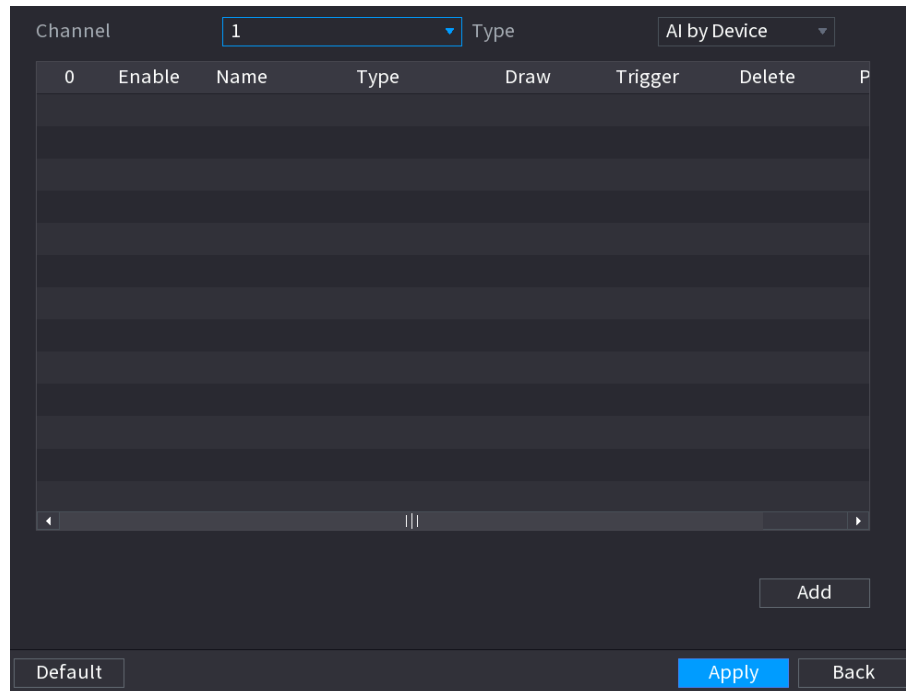 Channel 1 Type AI by Device
0 Enable Name Type Draw Trigger Delete P
Add
Default Apply Back